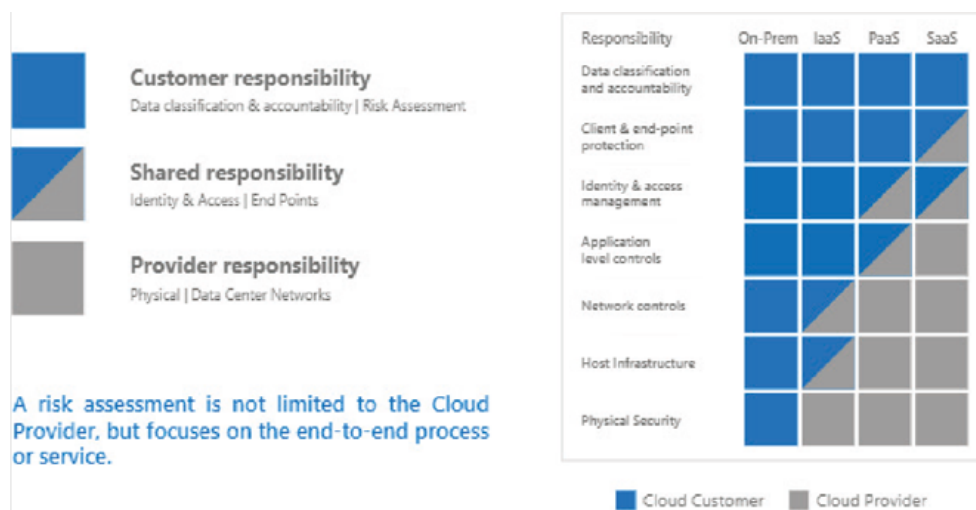 Customer responsibility
Data classification & accountability | Risk Assessment
Shared responsibility
Identity & Access | End Points
Provider responsibility
Physical | Data Center Networks
A risk assessment is not limited to the Cloud
Provider, but focuses on the end-to-end process
or service.
Responsibility On-Prem IaaS PaaS SaaS
Data classification
and accountability
Client & end-point
protection
Identity & access
management
Application
level controls
Network controls
Host Infrastructure
Physical Security
Cloud Customer Cloud Provider